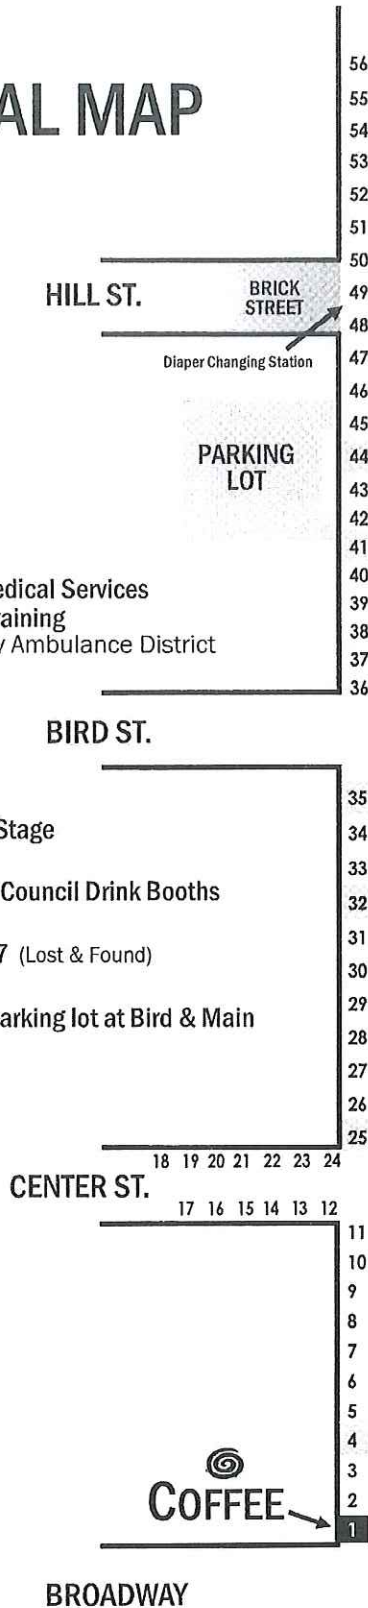 AL MAP
56
55
54
53
52
51
50
HILL ST.
BRICK
STREET
49
48
Diaper Changing Station
47
46
45
PARKING
LOT
44
43
42
41
40
edical Services
39
raining
38
y Ambulance District
37
36
BIRD ST.
35
Stage
34
33
Council Drink Booths
32
31
7 (Lost & Found)
30
29
arking lot at Bird & Main
28
27
26
25
18 19 20 21 22 23 24
CENTER ST.
17 16 15 14 13 12
11
10
9
8
7
6
5
4
3
2
COFFEE
1
BROADWAY